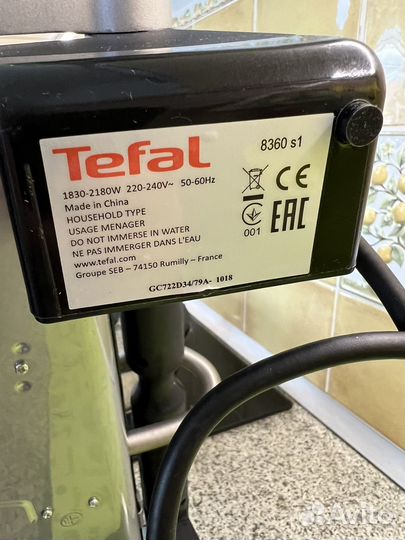 Tefal
8360 s1
1830-2180W 220-240V~ 50-60Hz
Made in China
HOUSEHOLD TYPE
USAGE MENAGER
DO NOT IMMERSE IN WATER
NE PAS IMMERGER DANS L'EAU
www.tefal.com
Groupe SEB – 74150 Rumilly – France
CE
001
EAC
GC722D34/79A- 1018
Avito